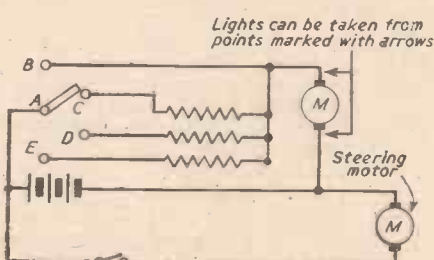 Lights can be taken from
points marked with arrows
B
A
C
M
D
E
Steering
motor
M